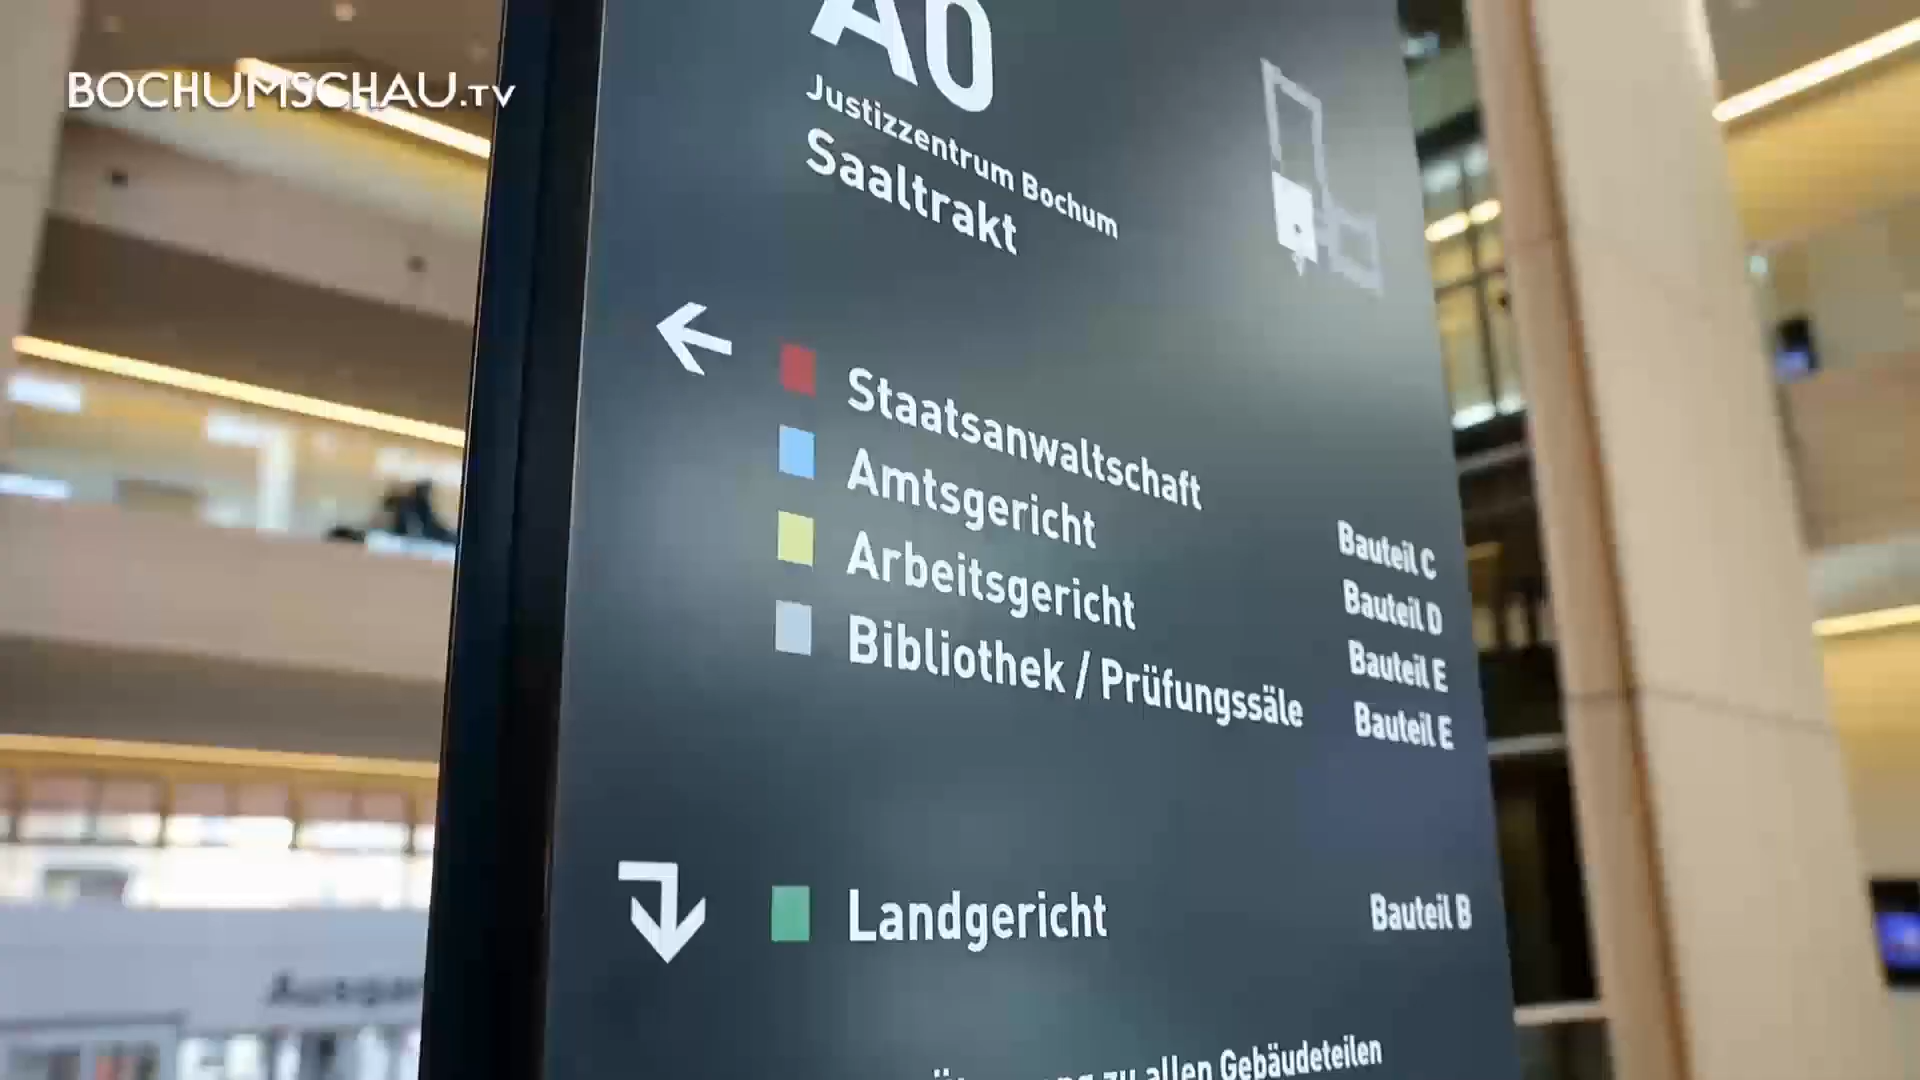 BOCHUMSCHAU.TV
A0
Justizzentrum Bochum
Saaltrakt
Staatsanwaltschaft Bauteil C
Amtsgericht Bauteil D
Arbeitsgericht Bauteil E
Bibliothek / Prüfungssäle Bauteil E
Landgericht Bauteil B
zu allen Gebäudeteilen